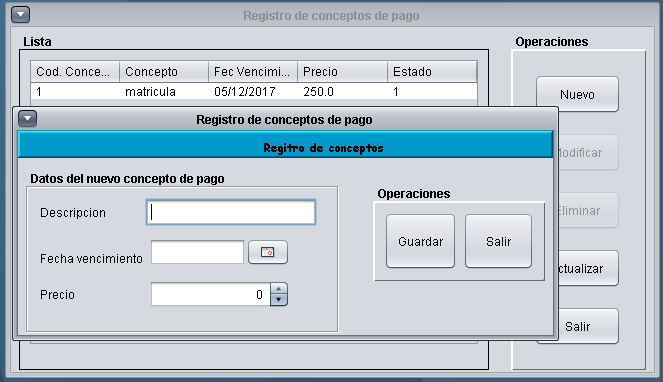 Registro de conceptos de pago
Lista
Operaciones
Cod. Conce... Concepto Fec Vencimi... Precio Estado
1 matricula 05/12/2017 250.0 1
Nuevo
Modificar
Eliminar
ctualizar
Salir
Registro de conceptos de pago
Regitro de conceptos
Datos del nuevo concepto de pago
Descripcion
Fecha vencimiento
Precio 0
Operaciones
Guardar Salir